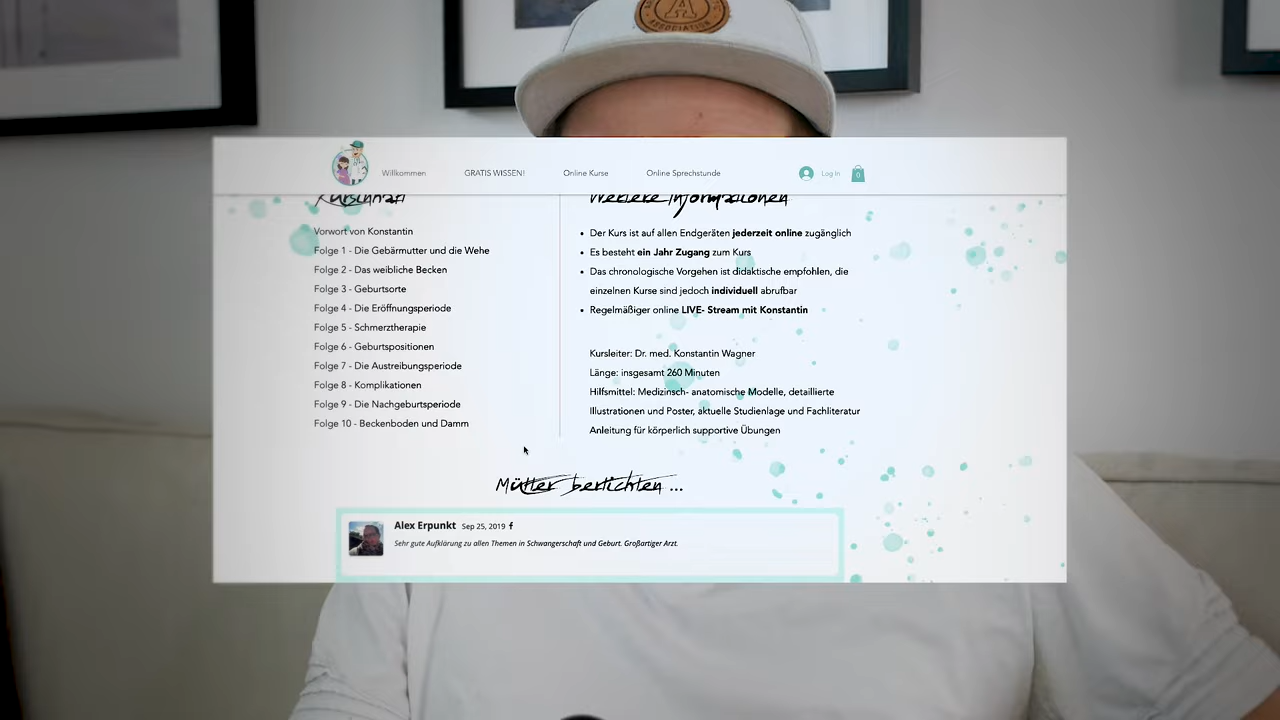 ASSOCIATION
Willkommen
GRATIS WISSEN!
Online Kurse
Online Sprechstunde
Log In
0
Kursinhalt
Vorwort von Konstantin
Folge 1 - Die Gebärmutter und die Wehe
Folge 2 - Das weibliche Becken
Folge 3 - Geburtsorte
Folge 4 - Die Eröffnungsperiode
Folge 5 - Schmerztherapie
Folge 6 - Geburtspositionen
Folge 7 - Die Austreibungsperiode
Folge 8 - Komplikationen
Folge 9 - Die Nachgeburtsperiode
Folge 10 - Beckenboden und Damm
Weitere Informationen
• Der Kurs ist auf allen Endgeräten jederzeit online zugänglich
• Es besteht ein Jahr Zugang zum Kurs
• Das chronologische Vorgehen ist didaktische empfohlen, die
einzelnen Kurse sind jedoch individuell abrufbar
• Regelmäßiger online LIVE- Stream mit Konstantin
Kursleiter: Dr. med. Konstantin Wagner
Länge: insgesamt 260 Minuten
Hilfsmittel: Medizinsch- anatomische Modelle, detaillierte
Illustrationen und Poster, aktuelle Studienlage und Fachliteratur
Anleitung für körperlich supportive Übungen
Mütter berichten ...
Alex Erpunkt Sep 25, 2019
Sehr gute Aufklärung zu allen Themen in Schwangerschaft und Geburt. Großartiger Arzt.